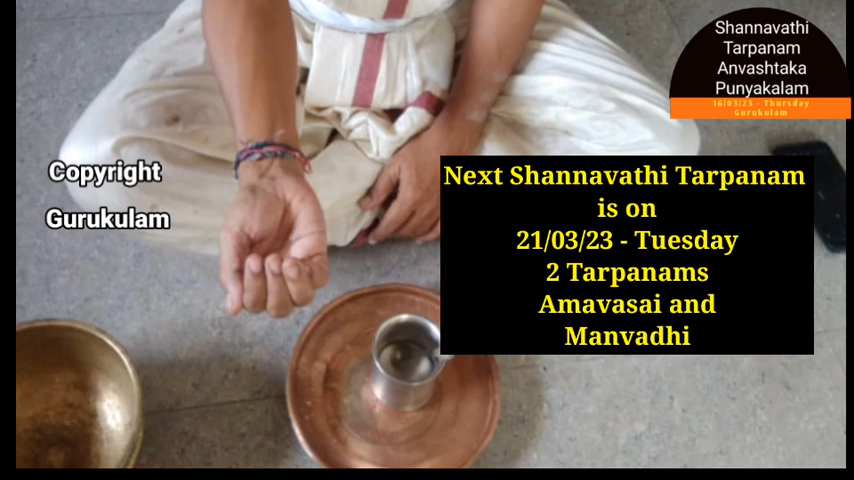 Shannavathi
Tarpanam
Anvashtaka
Punyakalam
16/03/23 - Thursday
Gurukulam
Copyright
Gurukulam
Next Shannavathi Tarpanam
is on
21/03/23 - Tuesday
2 Tarpanams
Amavasai and
Manvadhi